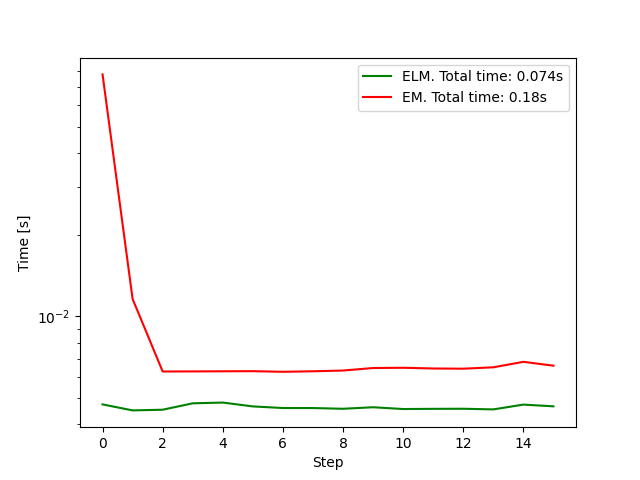 ELM. Total time: 0.074s
EM. Total time: 0.18s
Time [s]
10⁻²
0 2 4 6 8 10 12 14
Step